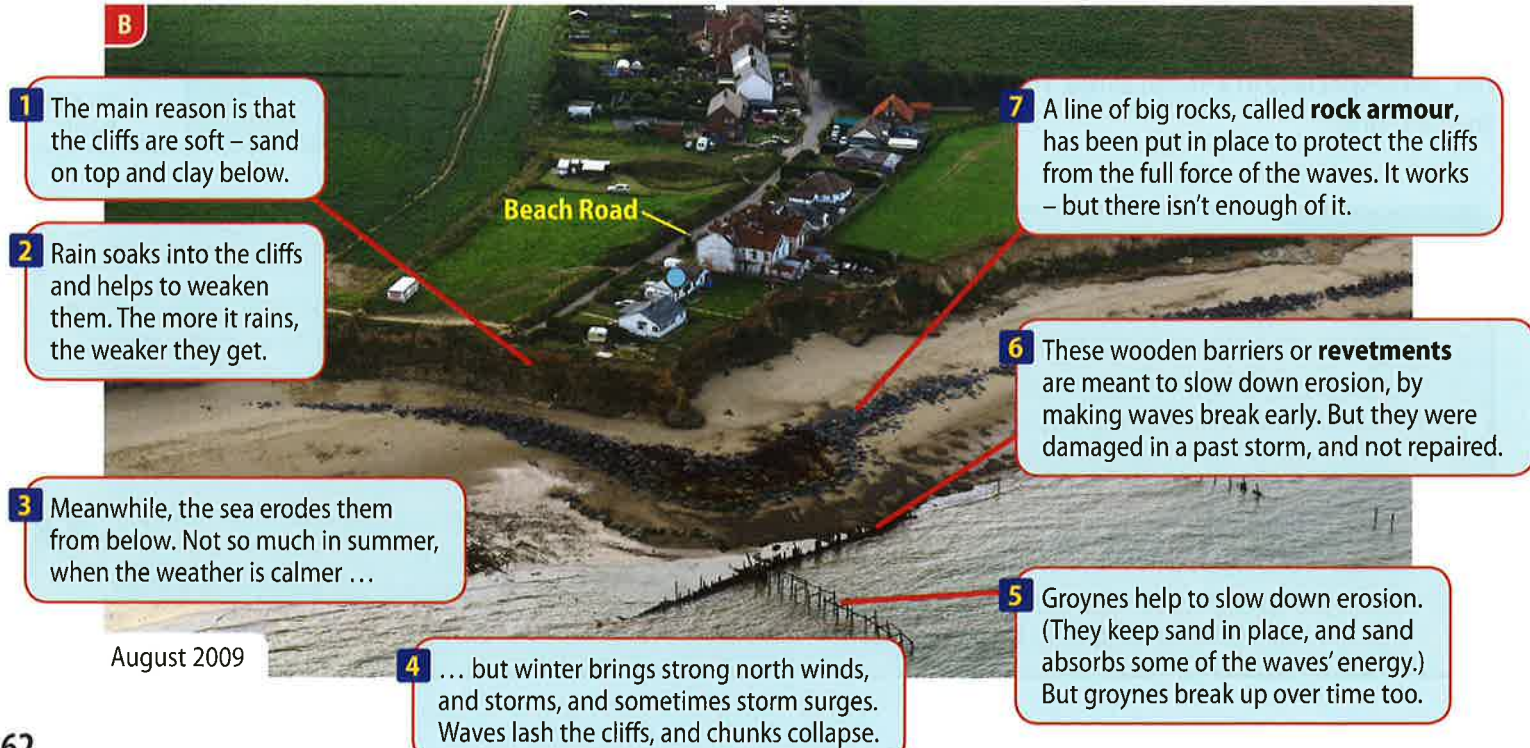 B
1 The main reason is that
the cliffs are soft – sand
on top and clay below.
2 Rain soaks into the cliffs
and helps to weaken
them. The more it rains,
the weaker they get.
3 Meanwhile, the sea erodes them
from below. Not so much in summer,
when the weather is calmer …
4 … but winter brings strong north winds,
and storms, and sometimes storm surges.
Waves lash the cliffs, and chunks collapse.
5 Groynes help to slow down erosion.
(They keep sand in place, and sand
absorbs some of the waves’ energy.)
But groynes break up over time too.
6 These wooden barriers or revetments
are meant to slow down erosion, by
making waves break early. But they were
damaged in a past storm, and not repaired.
7 A line of big rocks, called rock armour,
has been put in place to protect the cliffs
from the full force of the waves. It works
– but there isn’t enough of it.
Beach Road
August 2009
62